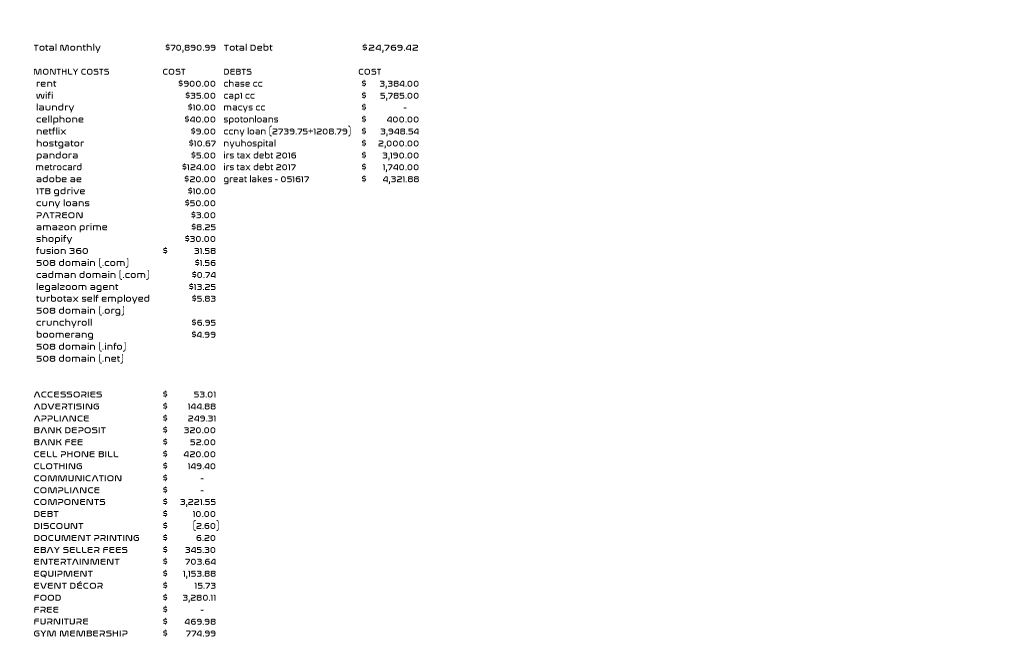 Total Monthly $70,890.99 Total Debt $24,769.42
MONTHLY COSTS COST DEBTS COST
rent $900.00 chase cc $ 3,384.00
wifi $35.00 cap1 cc $ 5,785.00
laundry $10.00 macys cc $ -
cellphone $40.00 spotonloans $ 400.00
netflix $9.00 ccny loan (2739.75+1208.79) $ 3,948.54
hostgator $10.67 nyuhospital $ 2,000.00
pandora $5.00 irs tax debt 2016 $ 3,190.00
metrocard $124.00 irs tax debt 2017 $ 1,740.00
adobe ae $20.00 great lakes - 051617 $ 4,321.88
1TB gdrive $10.00
cuny loans $50.00
PATREON $3.00
amazon prime $8.25
shopify $30.00
fusion 360 $ 31.58
508 domain (.com) $1.56
cadman domain (.com) $0.74
legalzoom agent $13.25
turbotax self employed $5.83
508 domain (.org)
crunchyroll $6.95
boomerang $4.99
508 domain (.info)
508 domain (.net)
ACCESSORIES $ 53.01
ADVERTISING $ 144.88
APPLIANCE $ 249.31
BANK DEPOSIT $ 320.00
BANK FEE $ 52.00
CELL PHONE BILL $ 420.00
CLOTHING $ 149.40
COMMUNICATION $ -
COMPLIANCE $ -
COMPONENTS $ 3,221.55
DEBT $ 10.00
DISCOUNT $ (2.60)
DOCUMENT PRINTING $ 6.20
EBAY SELLER FEES $ 345.30
ENTERTAINMENT $ 703.64
EQUIPMENT $ 1,153.88
EVENT DÉCOR $ 15.73
FOOD $ 3,280.11
FREE $ -
FURNITURE $ 469.98
GYM MEMBERSHIP $ 774.99